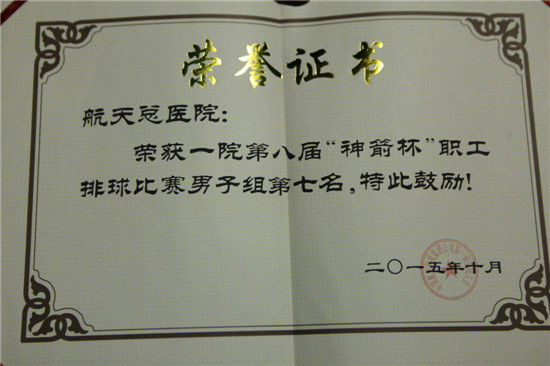 荣誉证书
航天总医院：
荣获一院第八届“神箭杯”职工
排球比赛男子组第七名，特此鼓励！
二〇一五年十月